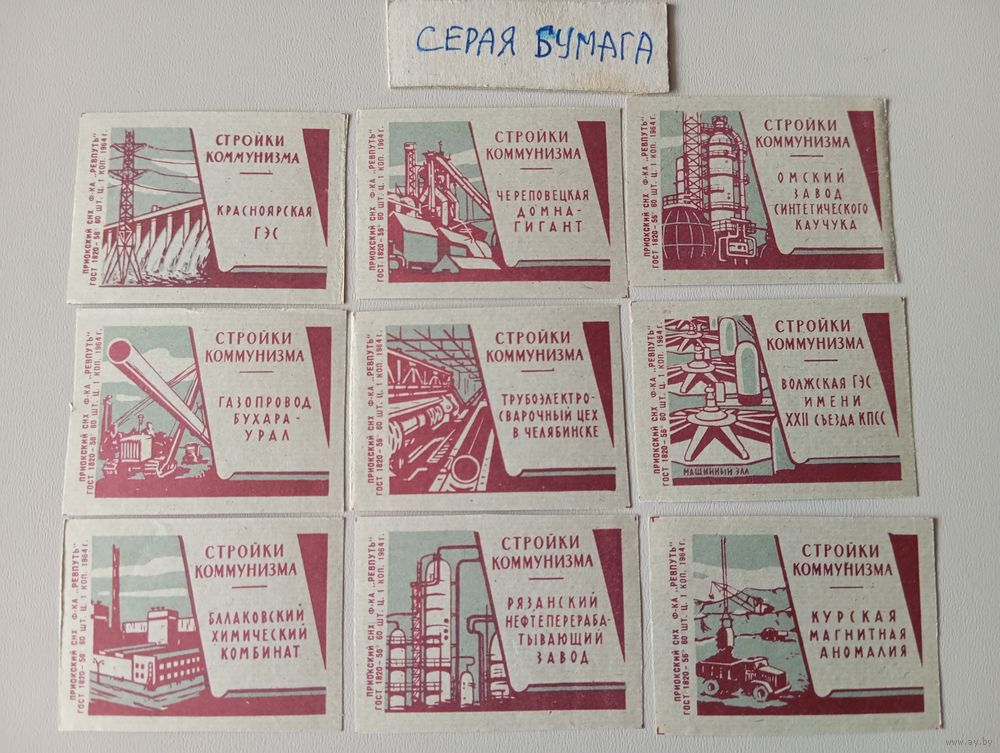 СЕРАЯ БУМАГА
ПРИОКСКИЙ СНХ Ф-КА „РЕВПУТЬ“
ГОСТ 1820-56 60 ШТ. Ц. 1 КОП. 1964 г.
СТРОЙКИ
КОММУНИЗМА
КРАСНОЯРСКАЯ
ГЭС
ПРИОКСКИЙ СНХ Ф-КА „РЕВПУТЬ“
ГОСТ 1820-56 60 ШТ. Ц. 1 КОП. 1964 г.
СТРОЙКИ
КОММУНИЗМА
ЧЕРЕПОВЕЦКАЯ
ДОМНА-
ГИГАНТ
ПРИОКСКИЙ СНХ Ф-КА „РЕВПУТЬ“
ГОСТ 1820-56 60 ШТ. Ц. 1 КОП. 1964 г.
СТРОЙКИ
КОММУНИЗМА
ОМСКИЙ
ЗАВОД
СИНТЕТИЧЕСКОГО
КАУЧУКА
ПРИОКСКИЙ СНХ Ф-КА „РЕВПУТЬ“
ГОСТ 1820-56 60 ШТ. Ц. 1 КОП. 1964 г.
СТРОЙКИ
КОММУНИЗМА
ГАЗОПРОВОД
БУХАРА-
УРАЛ
ПРИОКСКИЙ СНХ Ф-КА „РЕВПУТЬ“
ГОСТ 1820-56 60 ШТ. Ц. 1 КОП. 1964 г.
СТРОЙКИ
КОММУНИЗМА
ТРУБОЭЛЕКТРО-
СВАРОЧНЫЙ ЦЕХ
В ЧЕЛЯБИНСКЕ
ПРИОКСКИЙ СНХ Ф-КА „РЕВПУТЬ“
ГОСТ 1820-56 60 ШТ. Ц. 1 КОП. 1964 г.
СТРОЙКИ
КОММУНИЗМА
ВОЛЖСКАЯ ГЭС
ИМЕНИ
XXII СЪЕЗДА КПСС
МАШИННЫЙ ЗАЛ
ПРИОКСКИЙ СНХ Ф-КА „РЕВПУТЬ“
ГОСТ 1820-56 60 ШТ. Ц. 1 КОП. 1964 г.
СТРОЙКИ
КОММУНИЗМА
БАЛАКОВСКИЙ
ХИМИЧЕСКИЙ
КОМБИНАТ
ПРИОКСКИЙ СНХ Ф-КА „РЕВПУТЬ“
ГОСТ 1820-56 60 ШТ. Ц. 1 КОП. 1964 г.
СТРОЙКИ
КОММУНИЗМА
РЯЗАНСКИЙ
НЕФТЕПЕРЕРАБА-
ТЫВАЮЩИЙ
ЗАВОД
ПРИОКСКИЙ СНХ Ф-КА „РЕВПУТЬ“
ГОСТ 1820-56 60 ШТ. Ц. 1 КОП. 1964 г.
СТРОЙКИ
КОММУНИЗМА
КУРСКАЯ
МАГНИТНАЯ
АНОМАЛИЯ
www.ay.by